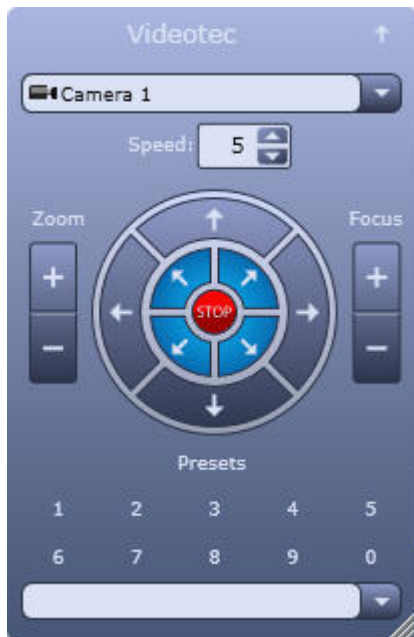 Videotec
Camera 1
Speed: 5
Zoom Focus
+ +
STOP
- -
Presets
1 2 3 4 5
6 7 8 9 0